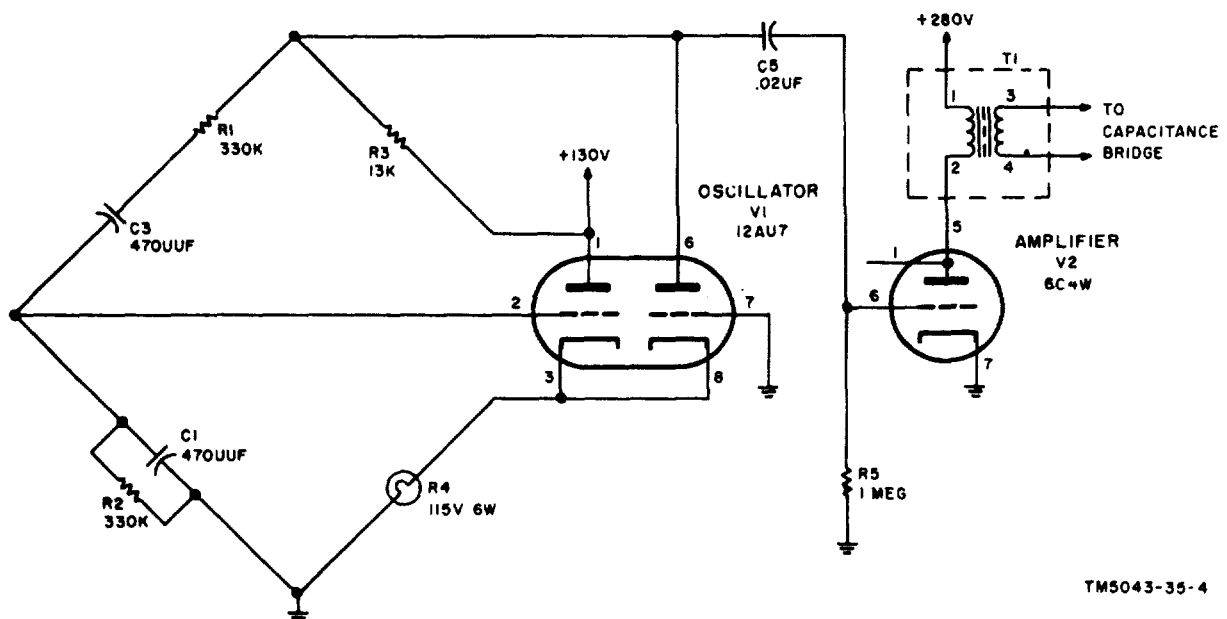 +280V
T1
1
3
2
4
TO
CAPACITANCE
BRIDGE
C5
.02UF
R1
330K
R3
13K
+130V
OSCILLATOR
V1
12AU7
1
6
2
7
3
8
C3
470UUF
5
1
6
7
AMPLIFIER
V2
6C4W
C1
470UUF
R2
330K
R4
115V 6W
R5
1 MEG
TM5043-35-4